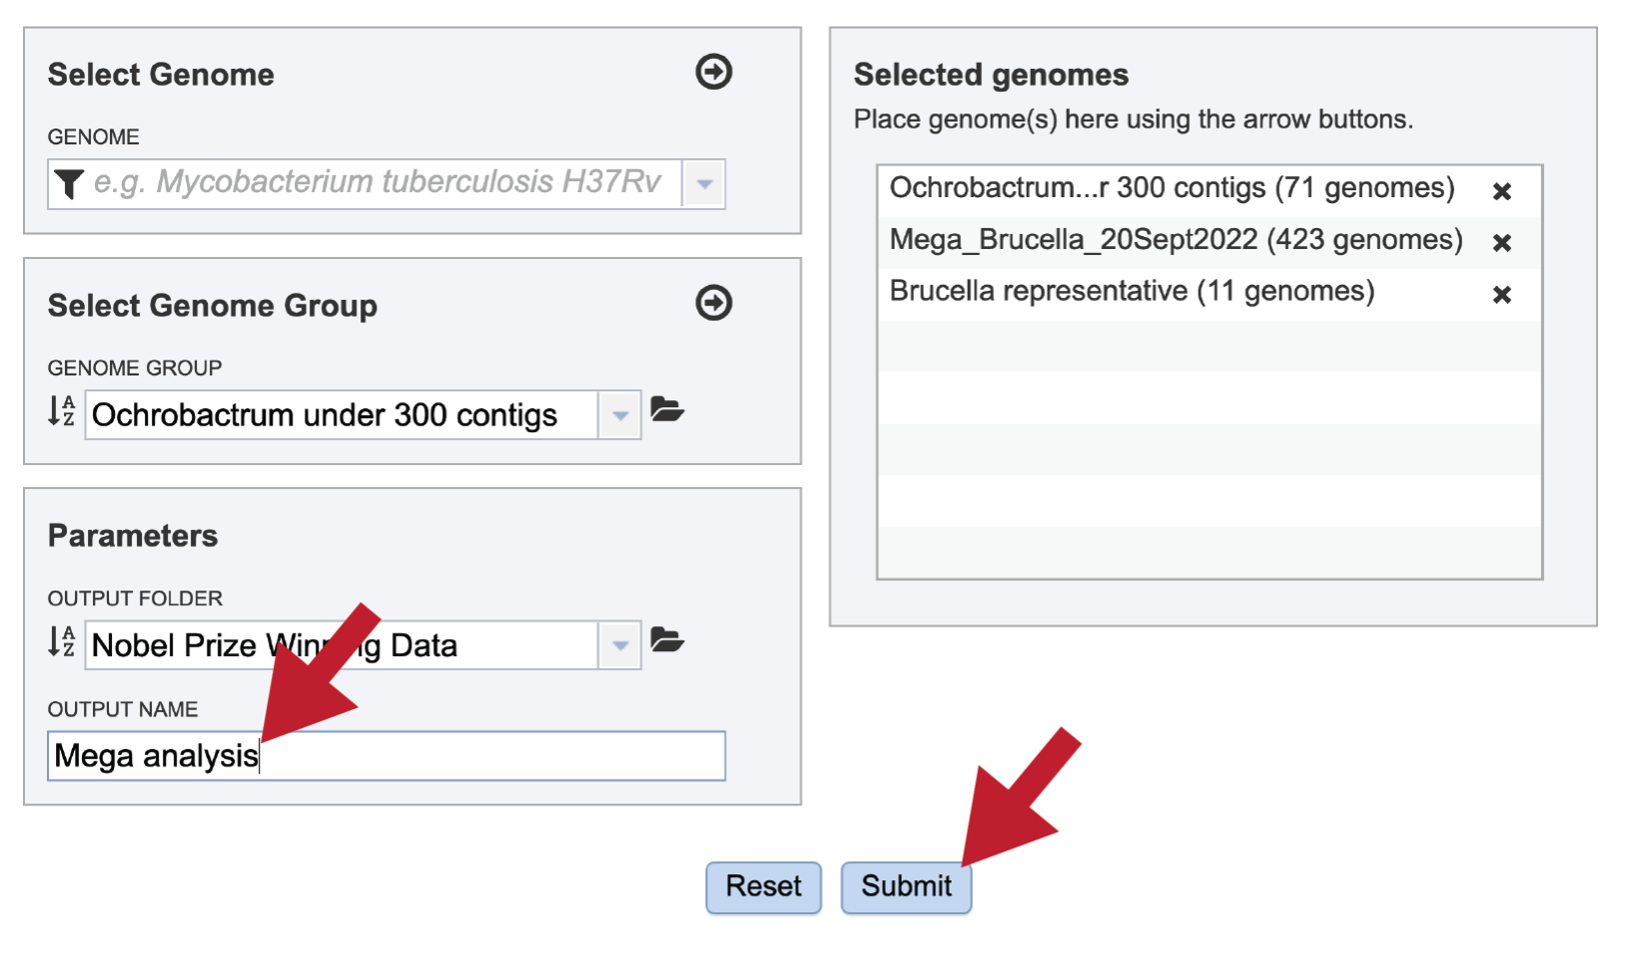 Select Genome
GENOME
e.g. Mycobacterium tuberculosis H37Rv
Select Genome Group
GENOME GROUP
A
Z
Ochrobactrum under 300 contigs
Parameters
OUTPUT FOLDER
A
Z
Nobel Prize Winning Data
OUTPUT NAME
Mega analysis
Selected genomes
Place genome(s) here using the arrow buttons.
Ochrobactrum...r 300 contigs (71 genomes)
Mega_Brucella_20Sept2022 (423 genomes)
Brucella representative (11 genomes)
Reset
Submit